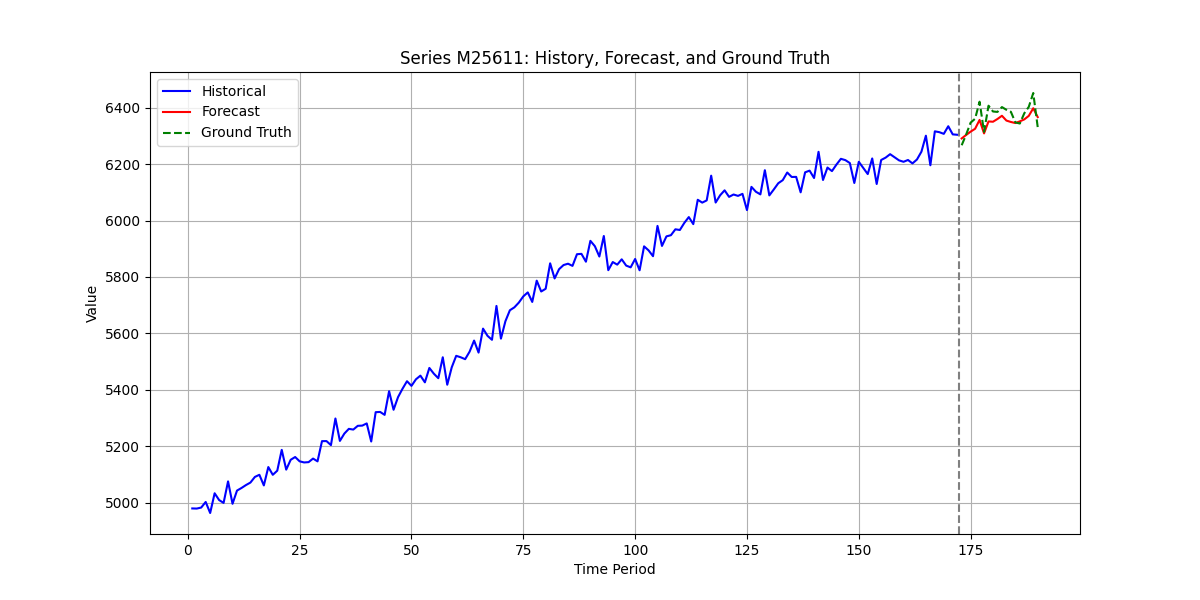 Series M25611: History, Forecast, and Ground Truth
Historical
Forecast
Ground Truth
6400
6200
6000
5800
5600
5400
5200
5000
Value
0 25 50 75 100 125 150 175
Time Period